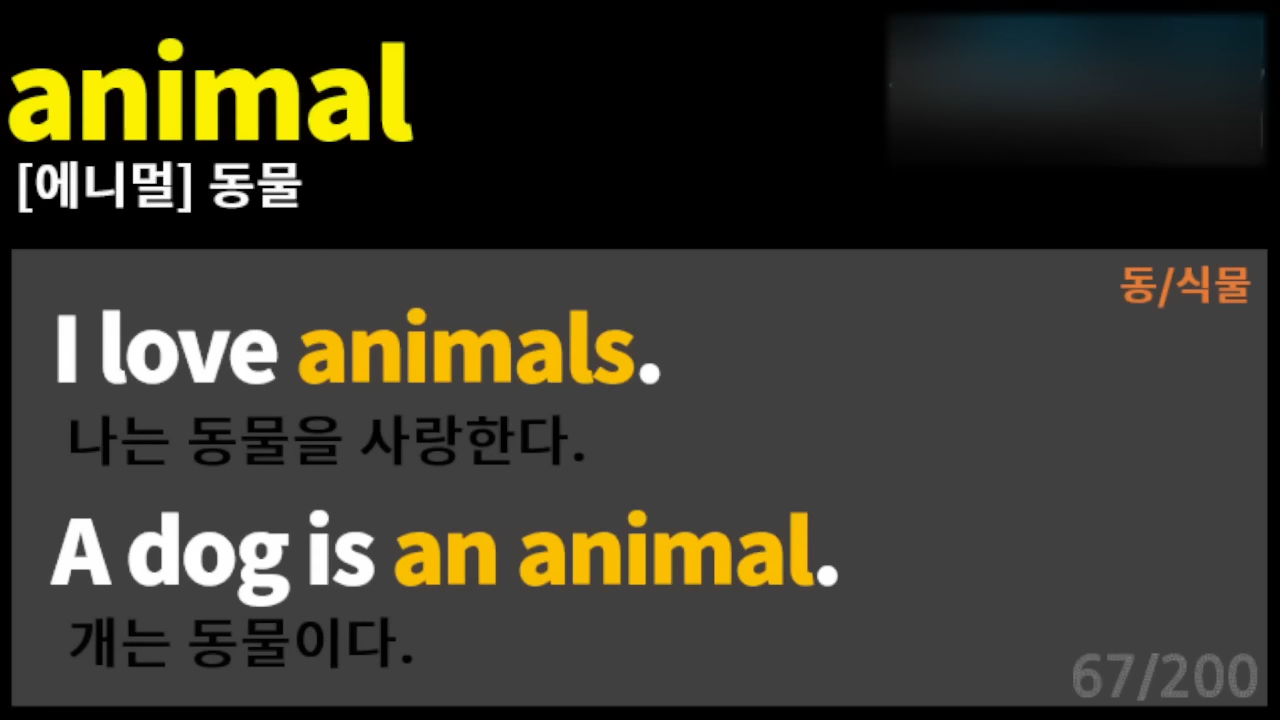 animal
[에니멀] 동물
동/식물
I love animals.
나는 동물을 사랑한다.
A dog is an animal.
개는 동물이다.
67/200